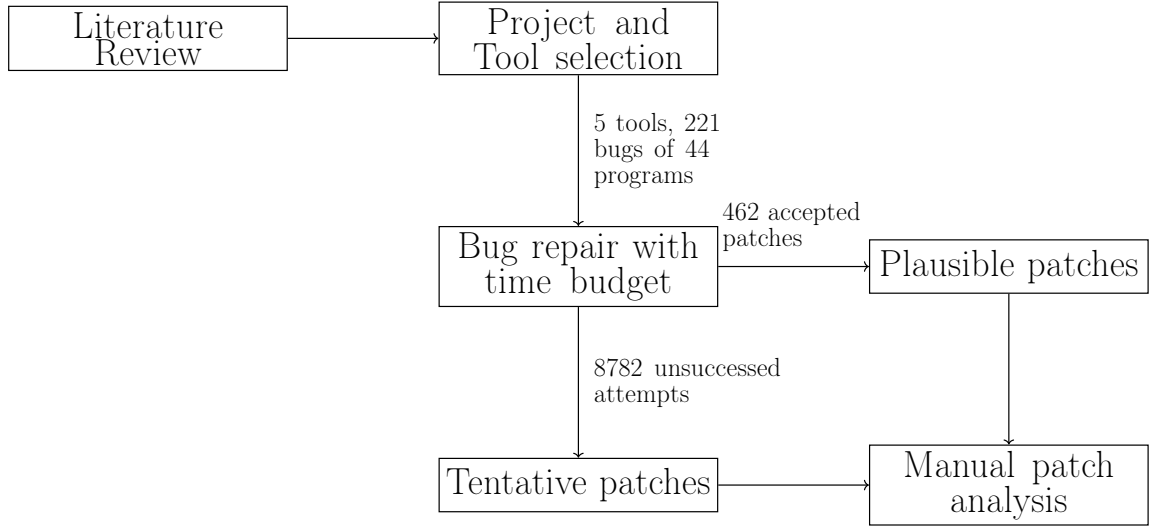 Literature
Review
Project and
Tool selection
5 tools, 221
bugs of 44
programs
Bug repair with
time budget
462 accepted
patches
Plausible patches
8782 unsuccessed
attempts
Tentative patches
Manual patch
analysis